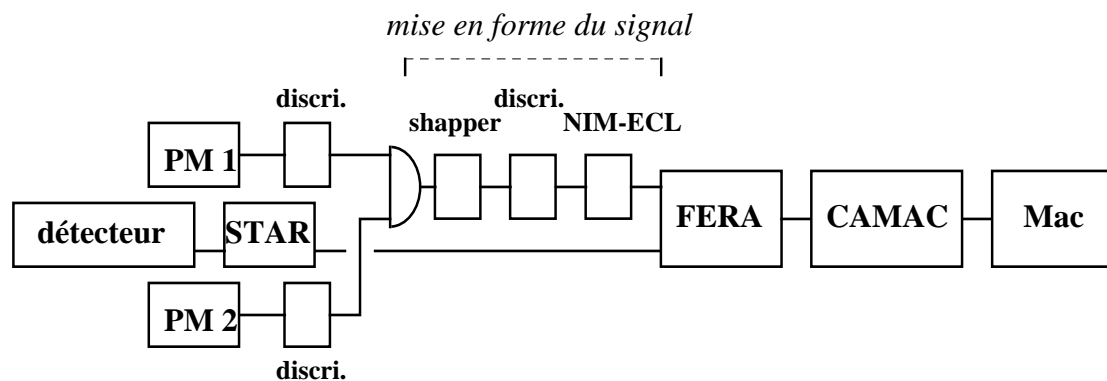 mise en forme du signal
discri.
discri.
shapper
NIM-ECL
PM 1
FERA
CAMAC
Mac
détecteur
STAR
PM 2
discri.